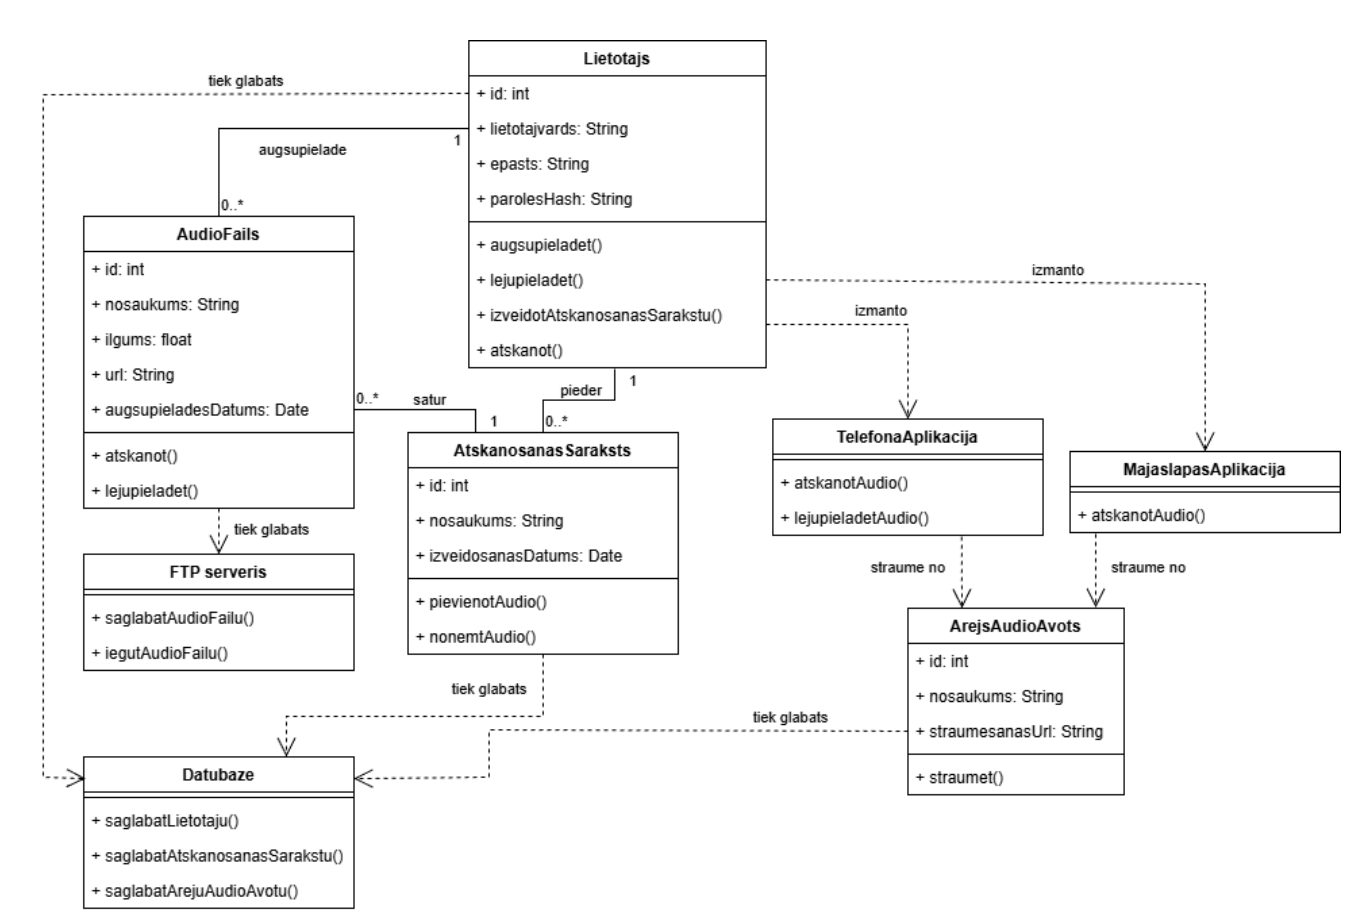 Lietotajs
+ id: int
+ lietotajvards: String
+ epasts: String
+ parolesHash: String
+ augsupieladet()
+ lejupieladet()
+ izveidotAtskanosanasSarakstu()
+ atskanot()
tiek glabats
1
augsupielade
0..*
AudioFails
+ id: int
+ nosaukums: String
+ ilgums: float
+ url: String
+ augsupieladesDatums: Date
+ atskanot()
+ lejupieladet()
izmanto
izmanto
0..*
satur
1
pieder
1
0..*
AtskanosanasSaraksts
+ id: int
+ nosaukums: String
+ izveidosanasDatums: Date
+ pievienotAudio()
+ nonemtAudio()
TelefonaAplikacija
+ atskanotAudio()
+ lejupieladetAudio()
MajaslapasAplikacija
+ atskanotAudio()
tiek glabats
FTP serveris
+ saglabatAudioFailu()
+ iegutAudioFailu()
straume no
straume no
ArejsAudioAvots
+ id: int
+ nosaukums: String
+ straumesanasUrl: String
+ straumet()
tiek glabats
tiek glabats
Datubaze
+ saglabatLietotaju()
+ saglabatAtskanosanasSarakstu()
+ saglabatArejuAudioAvotu()